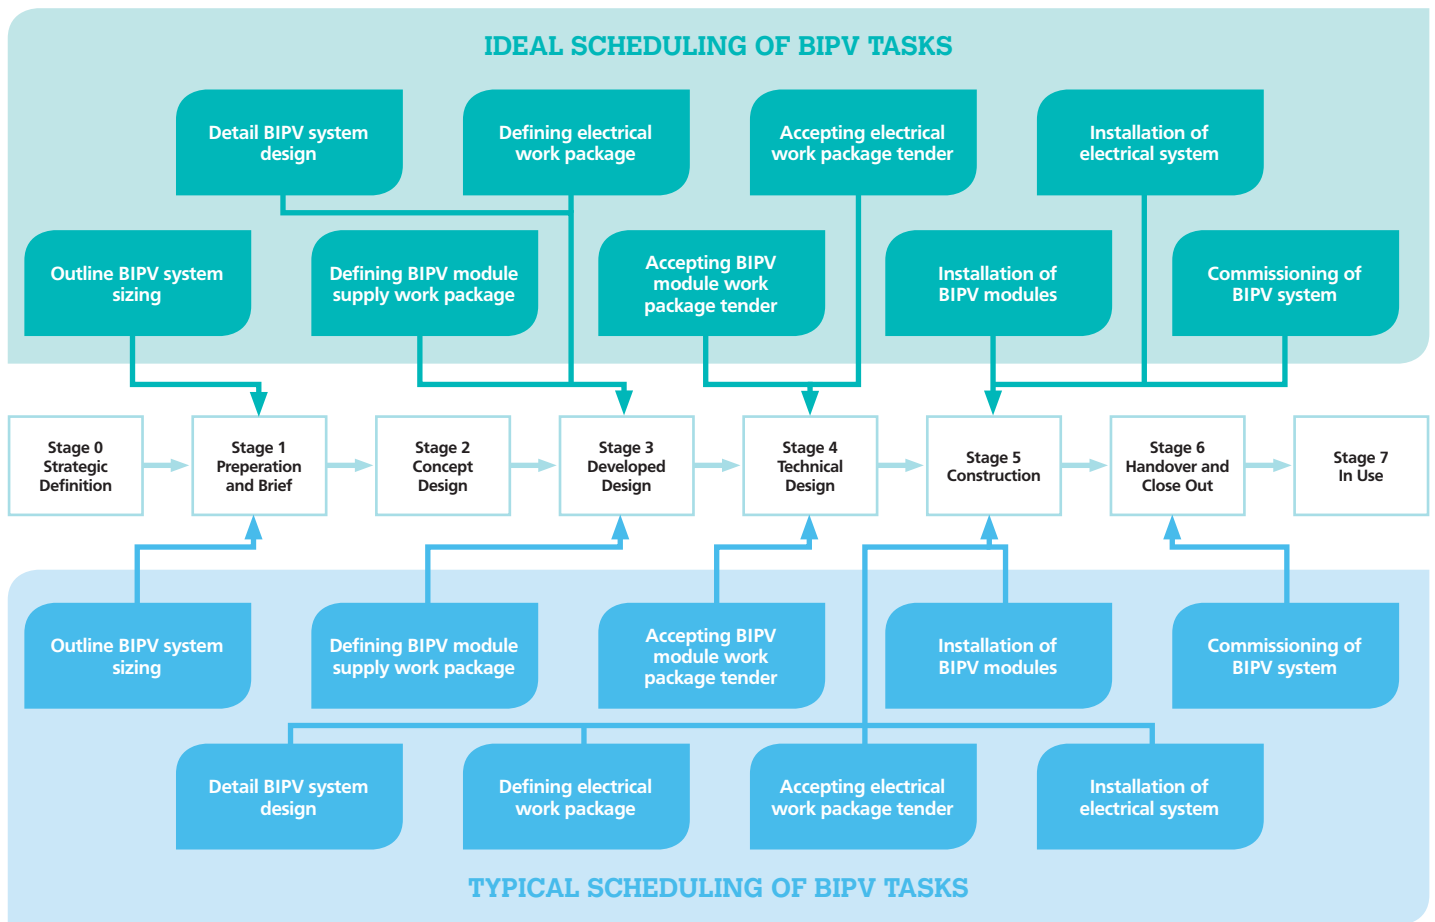 IDEAL SCHEDULING OF BIPV TASKS
Detail BIPV system
design
Defining electrical
work package
Accepting electrical
work package tender
Installation of
electrical system
Outline BIPV system
sizing
Defining BIPV module
supply work package
Accepting BIPV
module work
package tender
Installation of
BIPV modules
Commissioning of
BIPV system
Stage 0
Strategic
Definition
Stage 1
Preperation
and Brief
Stage 2
Concept
Design
Stage 3
Developed
Design
Stage 4
Technical
Design
Stage 5
Construction
Stage 6
Handover and
Close Out
Stage 7
In Use
Outline BIPV system
sizing
Defining BIPV module
supply work package
Accepting BIPV
module work
package tender
Installation of
BIPV modules
Commissioning of
BIPV system
Detail BIPV system
design
Defining electrical
work package
Accepting electrical
work package tender
Installation of
electrical system
TYPICAL SCHEDULING OF BIPV TASKS